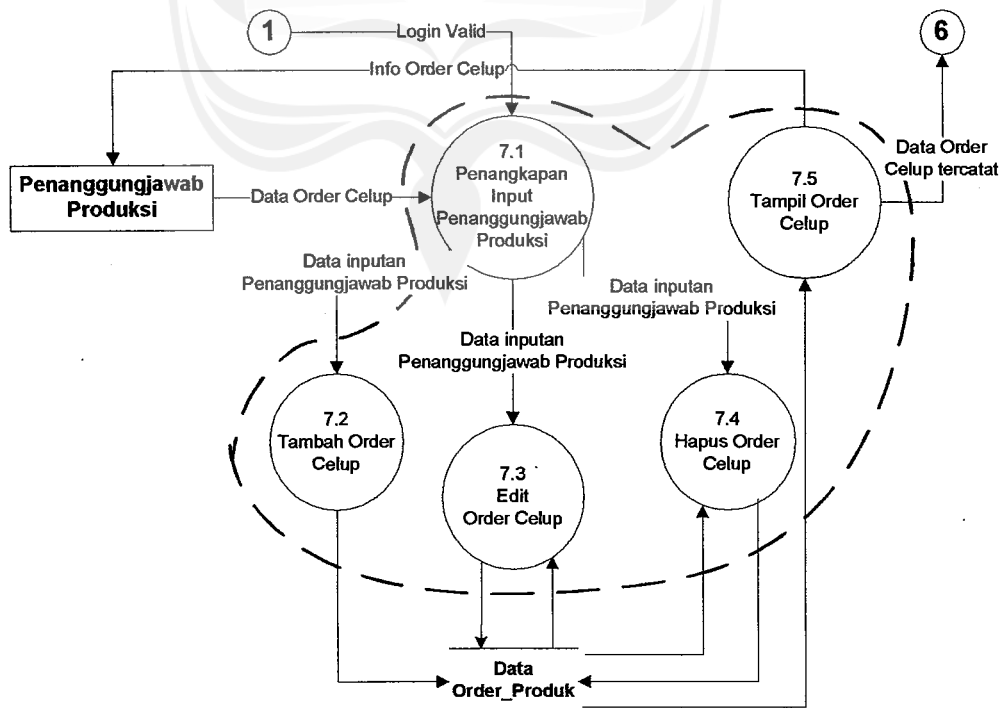 1
Login Valid
6
Info Order Celup
Penanggungjawab
Produksi
Data Order Celup
7.1
Penangkapan
Input
Penanggungjawab
Produksi
7.5
Tampil Order
Celup
Data Order
Celup tercatat
Data inputan
Penanggungjawab Produksi
Data inputan
Penanggungjawab Produksi
Data inputan
Penanggungjawab Produksi
7.2
Tambah Order
Celup
7.3
Edit
Order Celup
7.4
Hapus Order
Celup
Data
Order_Produk